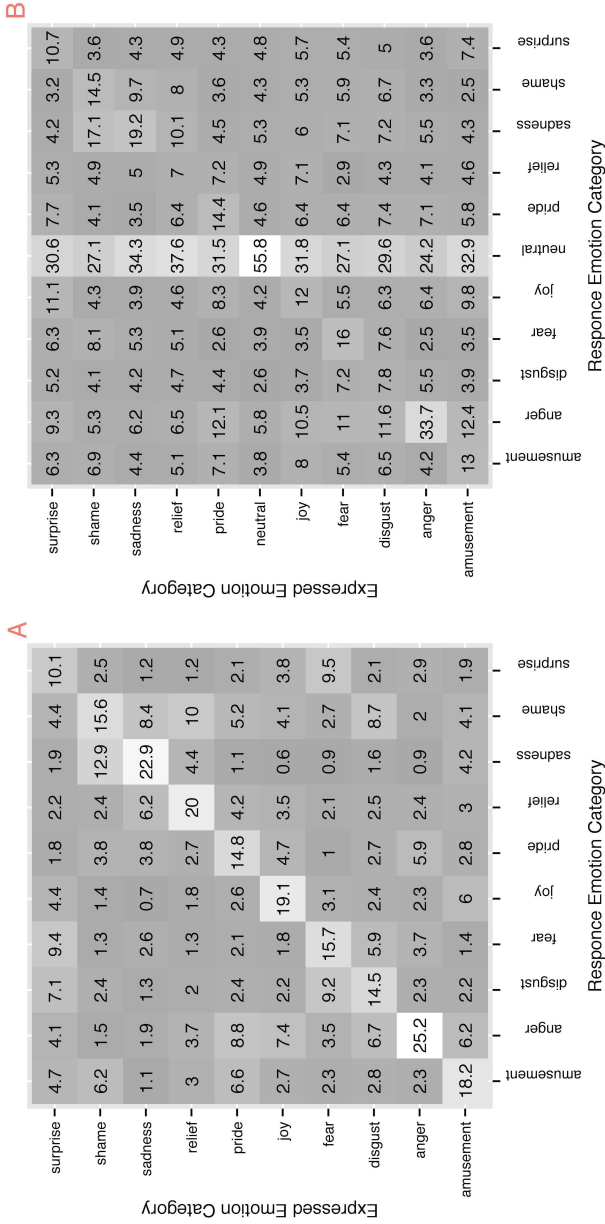 A
Expressed Emotion Category
surprise 4.7 4.1 7.1 9.4 4.4 1.8 2.2 1.9 4.4 10.1
shame 6.2 1.5 2.4 1.3 1.4 3.8 2.4 12.9 15.6 2.5
sadness 1.1 1.9 1.3 2.6 0.7 3.8 6.2 22.9 8.4 1.2
relief 3 3.7 2 1.3 1.8 2.7 20 4.4 10 1.2
pride 6.6 8.8 2.4 2.1 2.6 14.8 4.2 1.1 5.2 2.1
joy 2.7 7.4 2.2 1.8 19.1 4.7 3.5 0.6 4.1 3.8
fear 2.3 3.5 9.2 15.7 3.1 1 2.1 0.9 2.7 9.5
disgust 2.8 6.7 14.5 5.9 2.4 2.7 2.5 1.6 8.7 2.1
anger 2.3 25.2 2.3 3.7 2.3 5.9 2.4 0.9 2 2.9
amusement 18.2 6.2 2.2 1.4 6 2.8 3 4.2 4.1 1.9
amusement anger disgust fear joy pride relief sadness shame surprise
Responce Emotion Category
B
Expressed Emotion Category
surprise 6.3 9.3 5.2 6.3 11.1 30.6 7.7 5.3 4.2 3.2 10.7
shame 6.9 5.3 4.1 8.1 4.3 27.1 4.1 4.9 17.1 14.5 3.6
sadness 4.4 6.2 4.2 5.3 3.9 34.3 3.5 5 19.2 9.7 4.3
relief 5.1 6.5 4.7 5.1 4.6 37.6 6.4 7 10.1 8 4.9
pride 7.1 12.1 4.4 2.6 8.3 31.5 14.4 7.2 4.5 3.6 4.3
neutral 3.8 5.8 2.6 3.9 4.2 55.8 4.6 4.9 5.3 4.3 4.8
joy 8 10.5 3.7 3.5 12 31.8 6.4 7.1 6 5.3 5.7
fear 5.4 11 7.2 16 5.5 27.1 6.4 2.9 7.1 5.9 5.4
disgust 6.5 11.6 7.8 7.6 6.3 29.6 7.4 4.3 7.2 6.7 5
anger 4.2 33.7 5.5 2.5 6.4 24.2 7.1 4.1 5.5 3.3 3.6
amusement 13 12.4 3.9 3.5 9.8 32.9 5.8 4.6 4.3 2.5 7.4
amusement anger disgust fear joy neutral pride relief sadness shame surprise
Responce Emotion Category